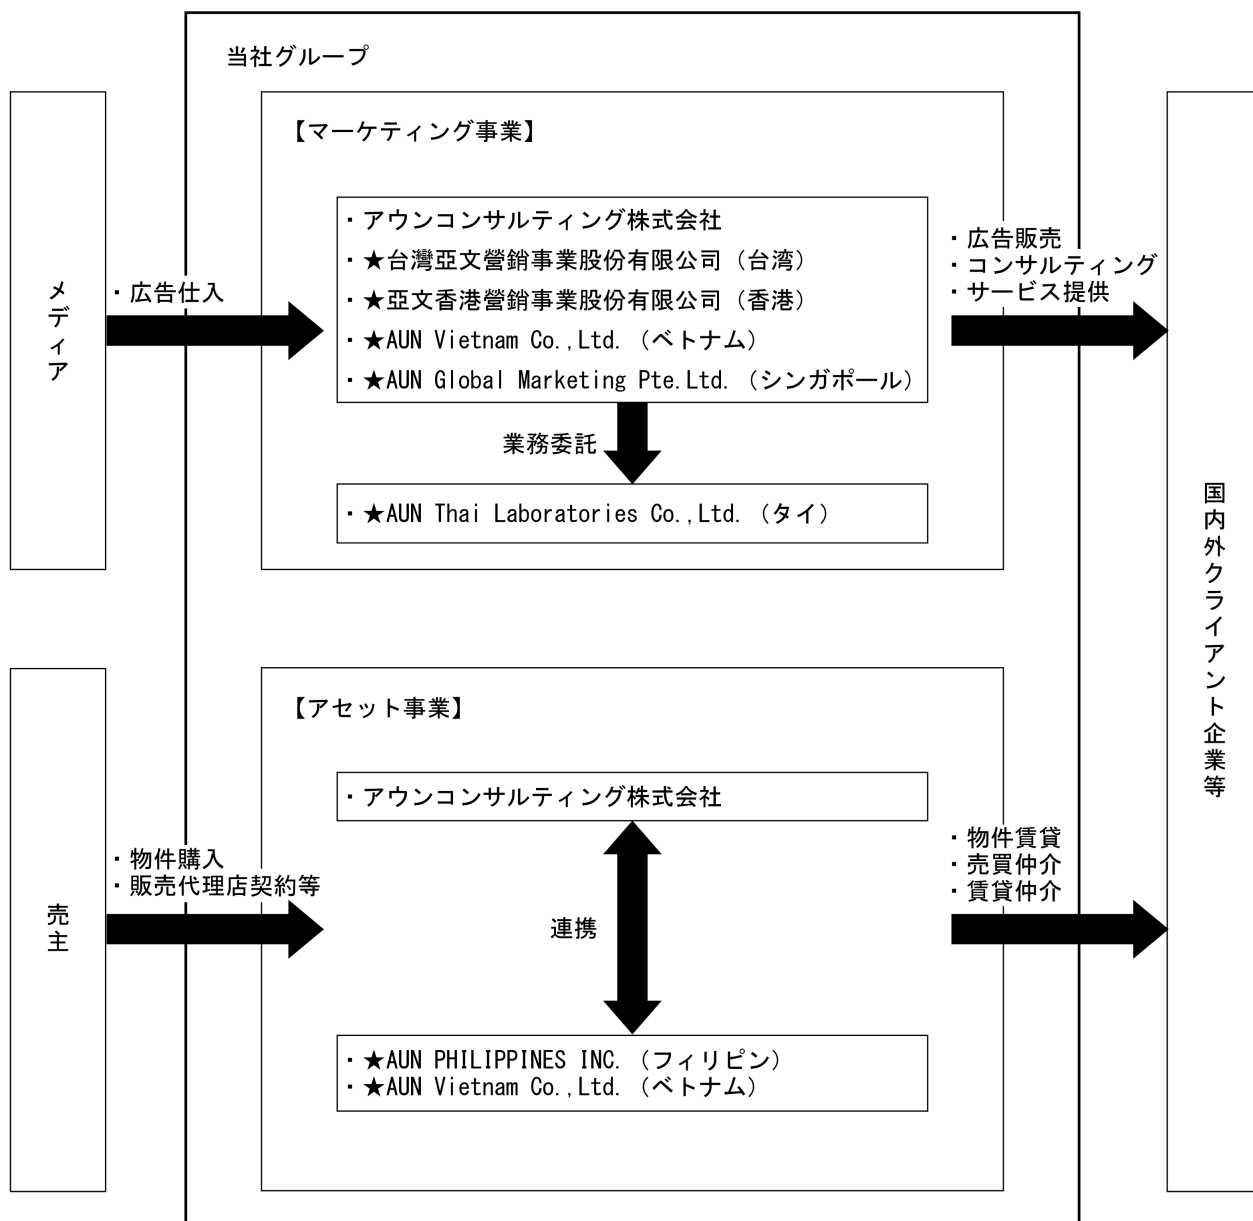 当社グループ
【マーケティング事業】
メディア
・広告仕入
・アウンコンサルティング株式会社
・★台灣亞文營銷事業股份有限公司（台湾）
・★亞文香港營銷事業股份有限公司（香港）
・★AUN Vietnam Co.,Ltd.（ベトナム）
・★AUN Global Marketing Pte.Ltd.（シンガポール）
業務委託
・★AUN Thai Laboratories Co.,Ltd.（タイ）
・広告販売
・コンサルティング
・サービス提供
国内外クライアント企業等
【アセット事業】
売主
・物件購入
・販売代理店契約等
・アウンコンサルティング株式会社
連携
・★AUN PHILIPPINES INC.（フィリピン）
・★AUN Vietnam Co.,Ltd.（ベトナム）
・物件賃貸
・売買仲介
・賃貸仲介